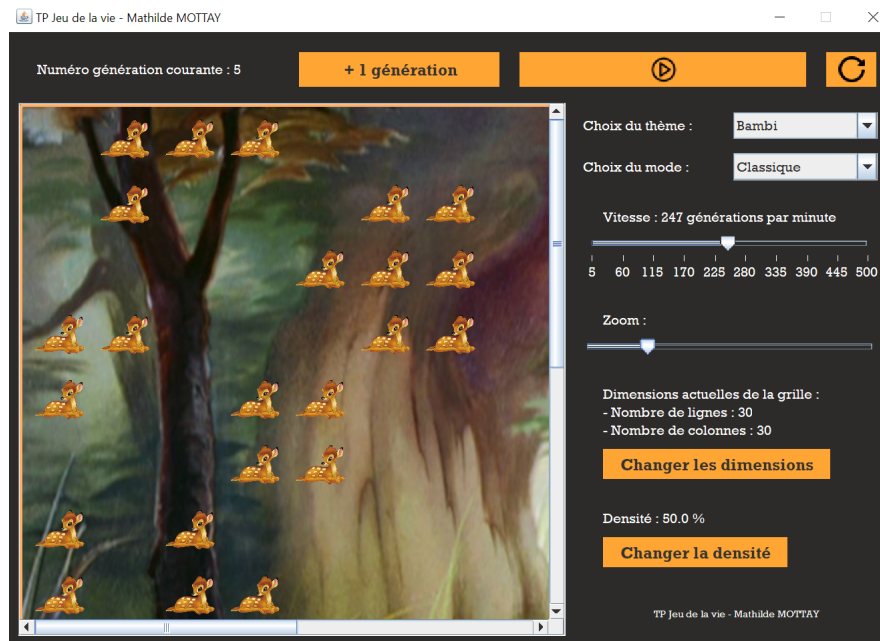 TP Jeu de la vie - Mathilde MOTTAY
Numéro génération courante : 5
+ 1 génération
Choix du thème :
Bambi
Choix du mode :
Classique
Vitesse : 247 générations par minute
5 60 115 170 225 280 335 390 445 500
Zoom :
Dimensions actuelles de la grille :
- Nombre de lignes : 30
- Nombre de colonnes : 30
Changer les dimensions
Densité : 50.0 %
Changer la densité
TP Jeu de la vie - Mathilde MOTTAY